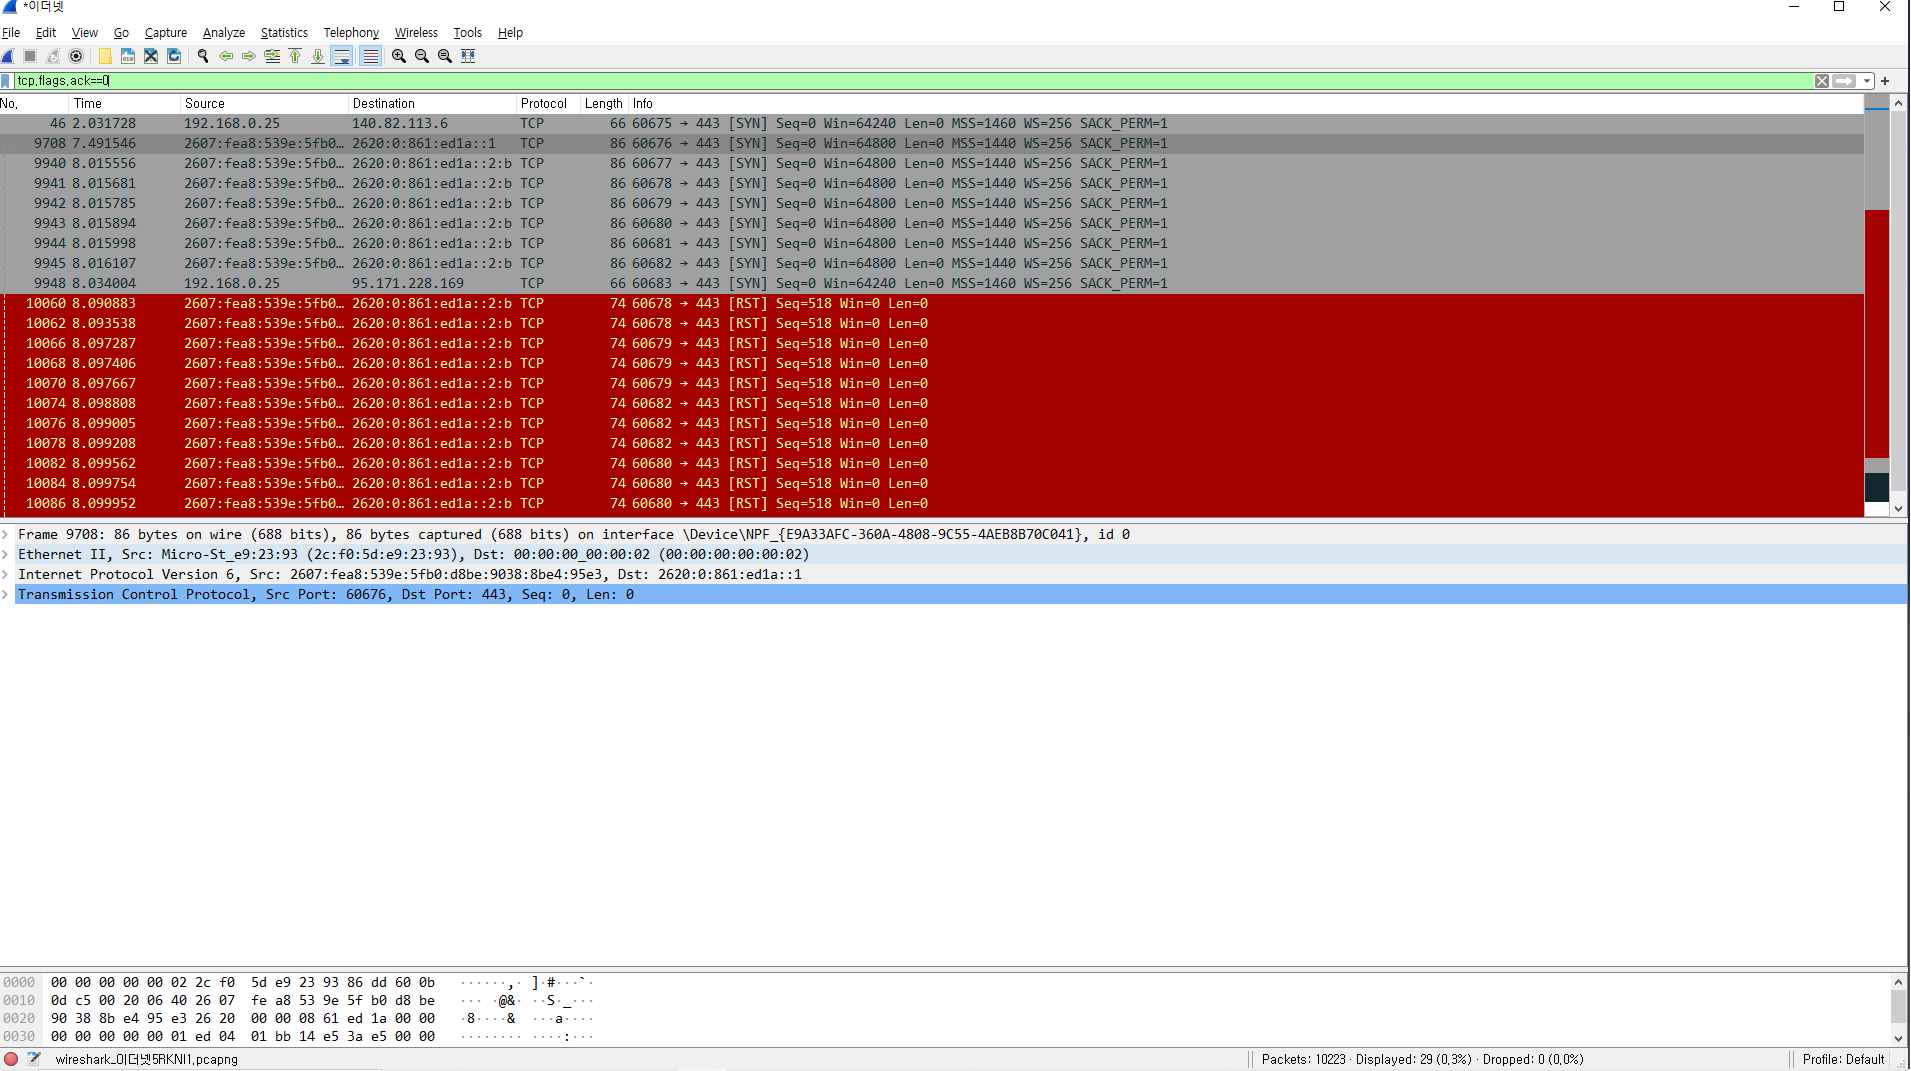 *이더넷
File Edit View Go Capture Analyze Statistics Telephony Wireless Tools Help
tcp.flags.ack==0
No. Time Source Destination Protocol Length Info
46 2.031728 192.168.0.25 140.82.113.6 TCP 66 60675 → 443 [SYN] Seq=0 Win=64240 Len=0 MSS=1460 WS=256 SACK_PERM=1
9708 7.491546 2607:fea8:539e:5fb0… 2620:0:861:ed1a::1 TCP 86 60676 → 443 [SYN] Seq=0 Win=64800 Len=0 MSS=1440 WS=256 SACK_PERM=1
9940 8.015556 2607:fea8:539e:5fb0… 2620:0:861:ed1a::2:b TCP 86 60677 → 443 [SYN] Seq=0 Win=64800 Len=0 MSS=1440 WS=256 SACK_PERM=1
9941 8.015681 2607:fea8:539e:5fb0… 2620:0:861:ed1a::2:b TCP 86 60678 → 443 [SYN] Seq=0 Win=64800 Len=0 MSS=1440 WS=256 SACK_PERM=1
9942 8.015785 2607:fea8:539e:5fb0… 2620:0:861:ed1a::2:b TCP 86 60679 → 443 [SYN] Seq=0 Win=64800 Len=0 MSS=1440 WS=256 SACK_PERM=1
9943 8.015894 2607:fea8:539e:5fb0… 2620:0:861:ed1a::2:b TCP 86 60680 → 443 [SYN] Seq=0 Win=64800 Len=0 MSS=1440 WS=256 SACK_PERM=1
9944 8.015998 2607:fea8:539e:5fb0… 2620:0:861:ed1a::2:b TCP 86 60681 → 443 [SYN] Seq=0 Win=64800 Len=0 MSS=1440 WS=256 SACK_PERM=1
9945 8.016107 2607:fea8:539e:5fb0… 2620:0:861:ed1a::2:b TCP 86 60682 → 443 [SYN] Seq=0 Win=64800 Len=0 MSS=1440 WS=256 SACK_PERM=1
9948 8.034004 192.168.0.25 95.171.228.169 TCP 66 60683 → 443 [SYN] Seq=0 Win=64240 Len=0 MSS=1460 WS=256 SACK_PERM=1
10060 8.090883 2607:fea8:539e:5fb0… 2620:0:861:ed1a::2:b TCP 74 60678 → 443 [RST] Seq=518 Win=0 Len=0
10062 8.093538 2607:fea8:539e:5fb0… 2620:0:861:ed1a::2:b TCP 74 60678 → 443 [RST] Seq=518 Win=0 Len=0
10066 8.097287 2607:fea8:539e:5fb0… 2620:0:861:ed1a::2:b TCP 74 60679 → 443 [RST] Seq=518 Win=0 Len=0
10068 8.097406 2607:fea8:539e:5fb0… 2620:0:861:ed1a::2:b TCP 74 60679 → 443 [RST] Seq=518 Win=0 Len=0
10070 8.097667 2607:fea8:539e:5fb0… 2620:0:861:ed1a::2:b TCP 74 60679 → 443 [RST] Seq=518 Win=0 Len=0
10074 8.098808 2607:fea8:539e:5fb0… 2620:0:861:ed1a::2:b TCP 74 60682 → 443 [RST] Seq=518 Win=0 Len=0
10076 8.099005 2607:fea8:539e:5fb0… 2620:0:861:ed1a::2:b TCP 74 60682 → 443 [RST] Seq=518 Win=0 Len=0
10078 8.099208 2607:fea8:539e:5fb0… 2620:0:861:ed1a::2:b TCP 74 60682 → 443 [RST] Seq=518 Win=0 Len=0
10082 8.099562 2607:fea8:539e:5fb0… 2620:0:861:ed1a::2:b TCP 74 60680 → 443 [RST] Seq=518 Win=0 Len=0
10084 8.099754 2607:fea8:539e:5fb0… 2620:0:861:ed1a::2:b TCP 74 60680 → 443 [RST] Seq=518 Win=0 Len=0
10086 8.099952 2607:fea8:539e:5fb0… 2620:0:861:ed1a::2:b TCP 74 60680 → 443 [RST] Seq=518 Win=0 Len=0
Frame 9708: 86 bytes on wire (688 bits), 86 bytes captured (688 bits) on interface \Device\NPF_{E9A33AFC-360A-4808-9C55-4AEB8B70C041}, id 0
Ethernet II, Src: Micro-St_e9:23:93 (2c:f0:5d:e9:23:93), Dst: 00:00:00_00:00:02 (00:00:00:00:00:02)
Internet Protocol Version 6, Src: 2607:fea8:539e:5fb0:d8be:9038:8be4:95e3, Dst: 2620:0:861:ed1a::1
Transmission Control Protocol, Src Port: 60676, Dst Port: 443, Seq: 0, Len: 0
0000 00 00 00 00 00 02 2c f0 5d e9 23 93 86 dd 60 0b ······,· ]·#···`·
0010 0d c5 00 20 06 40 26 07 fe a8 53 9e 5f b0 d8 be ··· ·@&· ··S·_···
0020 90 38 8b e4 95 e3 26 20 00 00 08 61 ed 1a 00 00 ·8····& ···a····
0030 00 00 00 00 00 01 ed 04 01 bb 14 e5 3a e5 00 00 ········ ····:···
wireshark_이더넷5RKNI1.pcapng Packets: 10223 · Displayed: 29 (0.3%) · Dropped: 0 (0.0%) Profile: Default